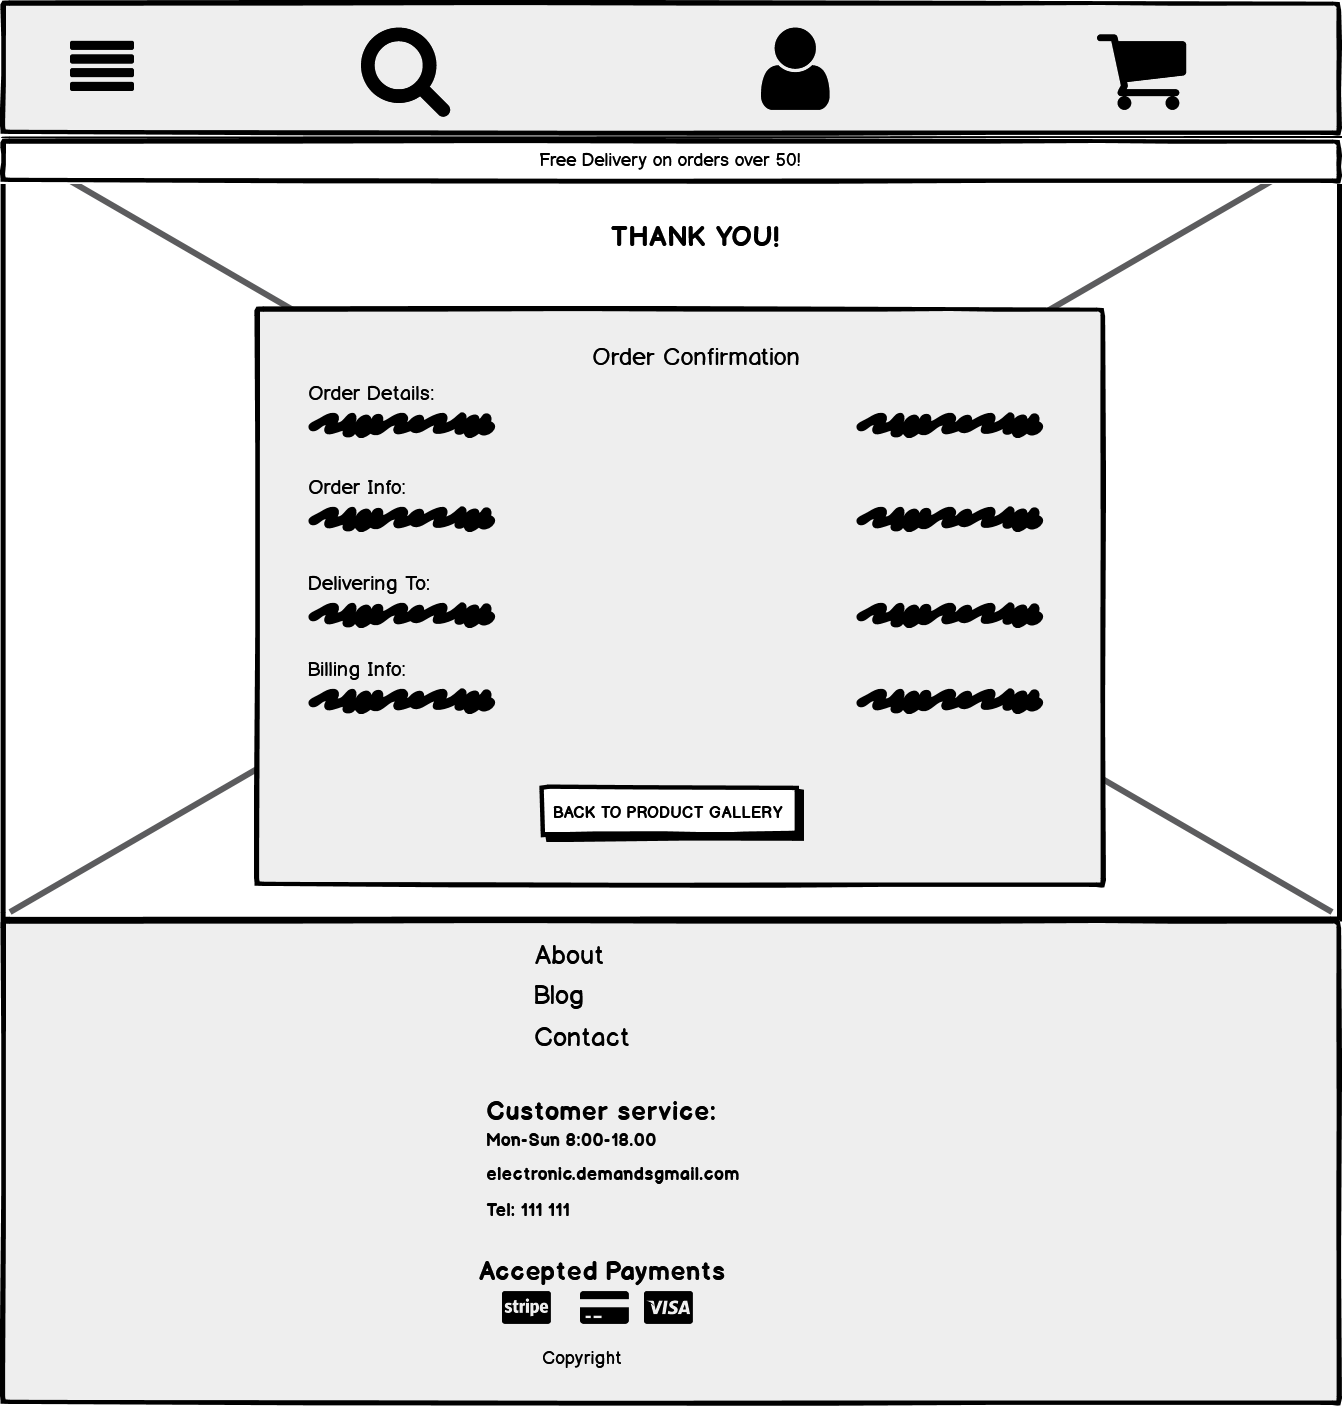 Free Delivery on orders over 50!
THANK YOU!
Order Confirmation
Order Details:
Order Info:
Delivering To:
Billing Info:
BACK TO PRODUCT GALLERY
About
Blog
Contact
Customer service:
Mon-Sun 8:00-18.00
electronic.demandsgmail.com
Tel: 111 111
Accepted Payments
stripe VISA
Copyright